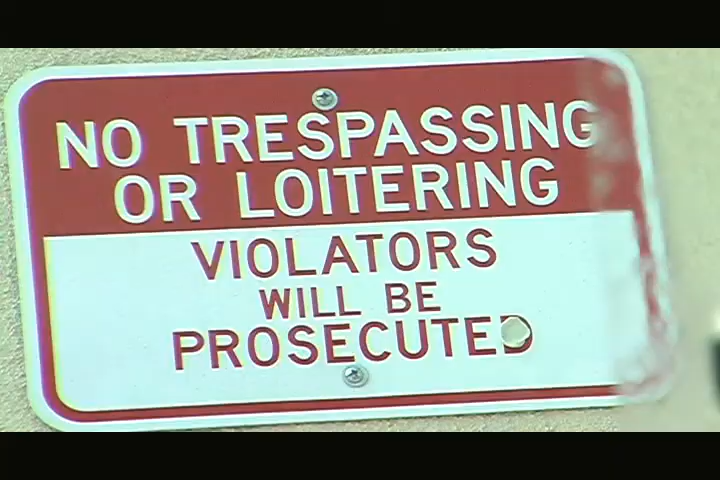 NO TRESPASSING
OR LOITERING
VIOLATORS
WILL BE
PROSECUTED